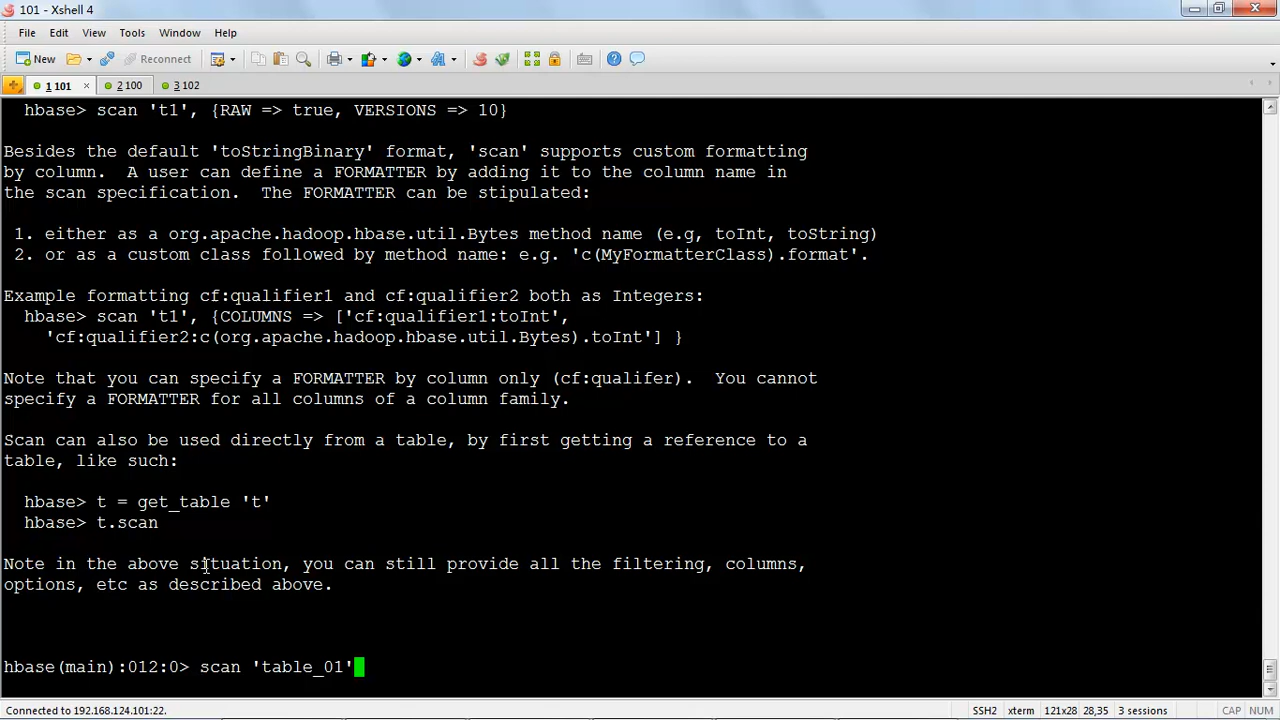 101 - Xshell 4
File Edit View Tools Window Help
New Reconnect
1 101 2 100 3 102
hbase> scan 't1', {RAW => true, VERSIONS => 10}
Besides the default 'toStringBinary' format, 'scan' supports custom formatting
by column.  A user can define a FORMATTER by adding it to the column name in
the scan specification.  The FORMATTER can be stipulated:
1. either as a org.apache.hadoop.hbase.util.Bytes method name (e.g, toInt, toString)
2. or as a custom class followed by method name: e.g. 'c(MyFormatterClass).format'.
Example formatting cf:qualifier1 and cf:qualifier2 both as Integers:
hbase> scan 't1', {COLUMNS => ['cf:qualifier1:toInt',
'cf:qualifier2:c(org.apache.hadoop.hbase.util.Bytes).toInt'] }
Note that you can specify a FORMATTER by column only (cf:qualifer).  You cannot
specify a FORMATTER for all columns of a column family.
Scan can also be used directly from a table, by first getting a reference to a
table, like such:
hbase> t = get_table 't'
hbase> t.scan
Note in the above situation, you can still provide all the filtering, columns,
options, etc as described above.
hbase(main):012:0> scan 'table_01'
Connected to 192.168.124.101:22. SSH2 xterm 121x28 28,35 3 sessions CAP NUM